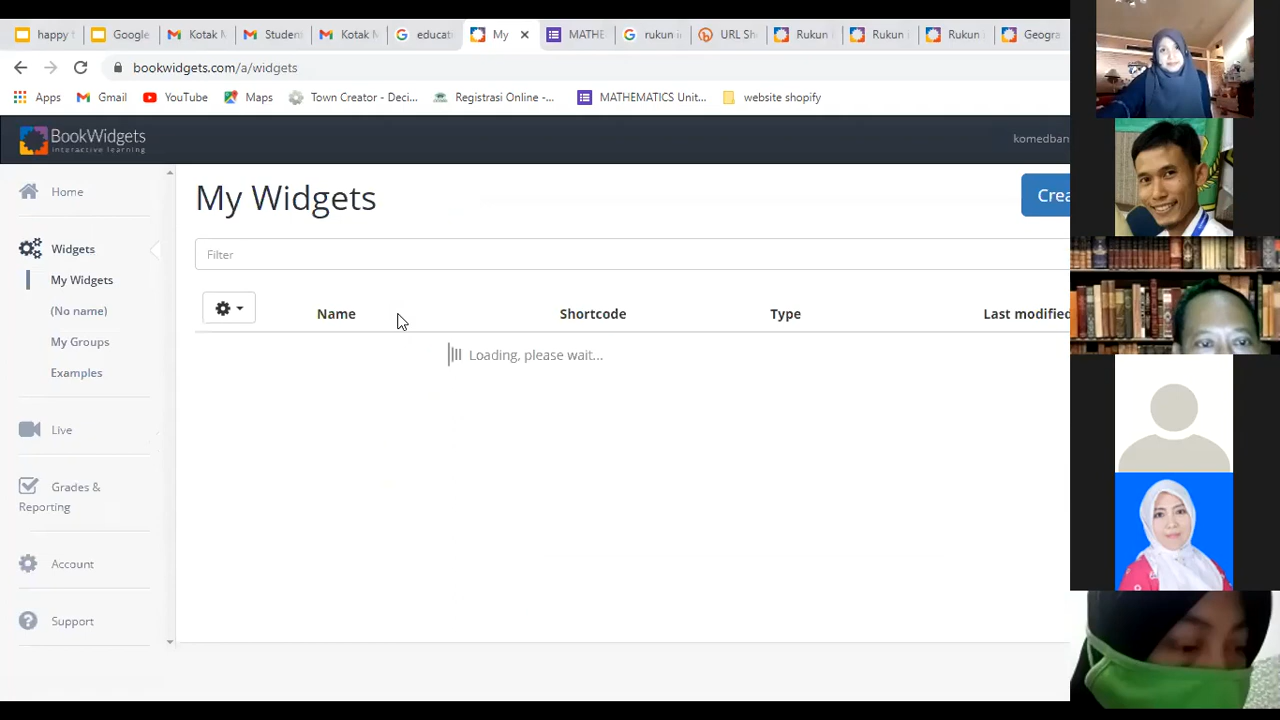 happy t
Google
Kotak M
Studen
Kotak M
educat
My
MATHE
rukun i
URL Sh
Rukun
Rukun
Rukun
Geogra
bookwidgets.com/a/widgets
Apps
Gmail
YouTube
Maps
Town Creator - Deci...
Registrasi Online -...
MATHEMATICS Unit...
website shopify
BookWidgets
interactive learning
komedban
Home
Widgets
My Widgets
(No name)
My Groups
Examples
Live
Grades &
Reporting
Account
Support
My Widgets
Crea
Filter
Name
Shortcode
Type
Last modified
Loading, please wait...